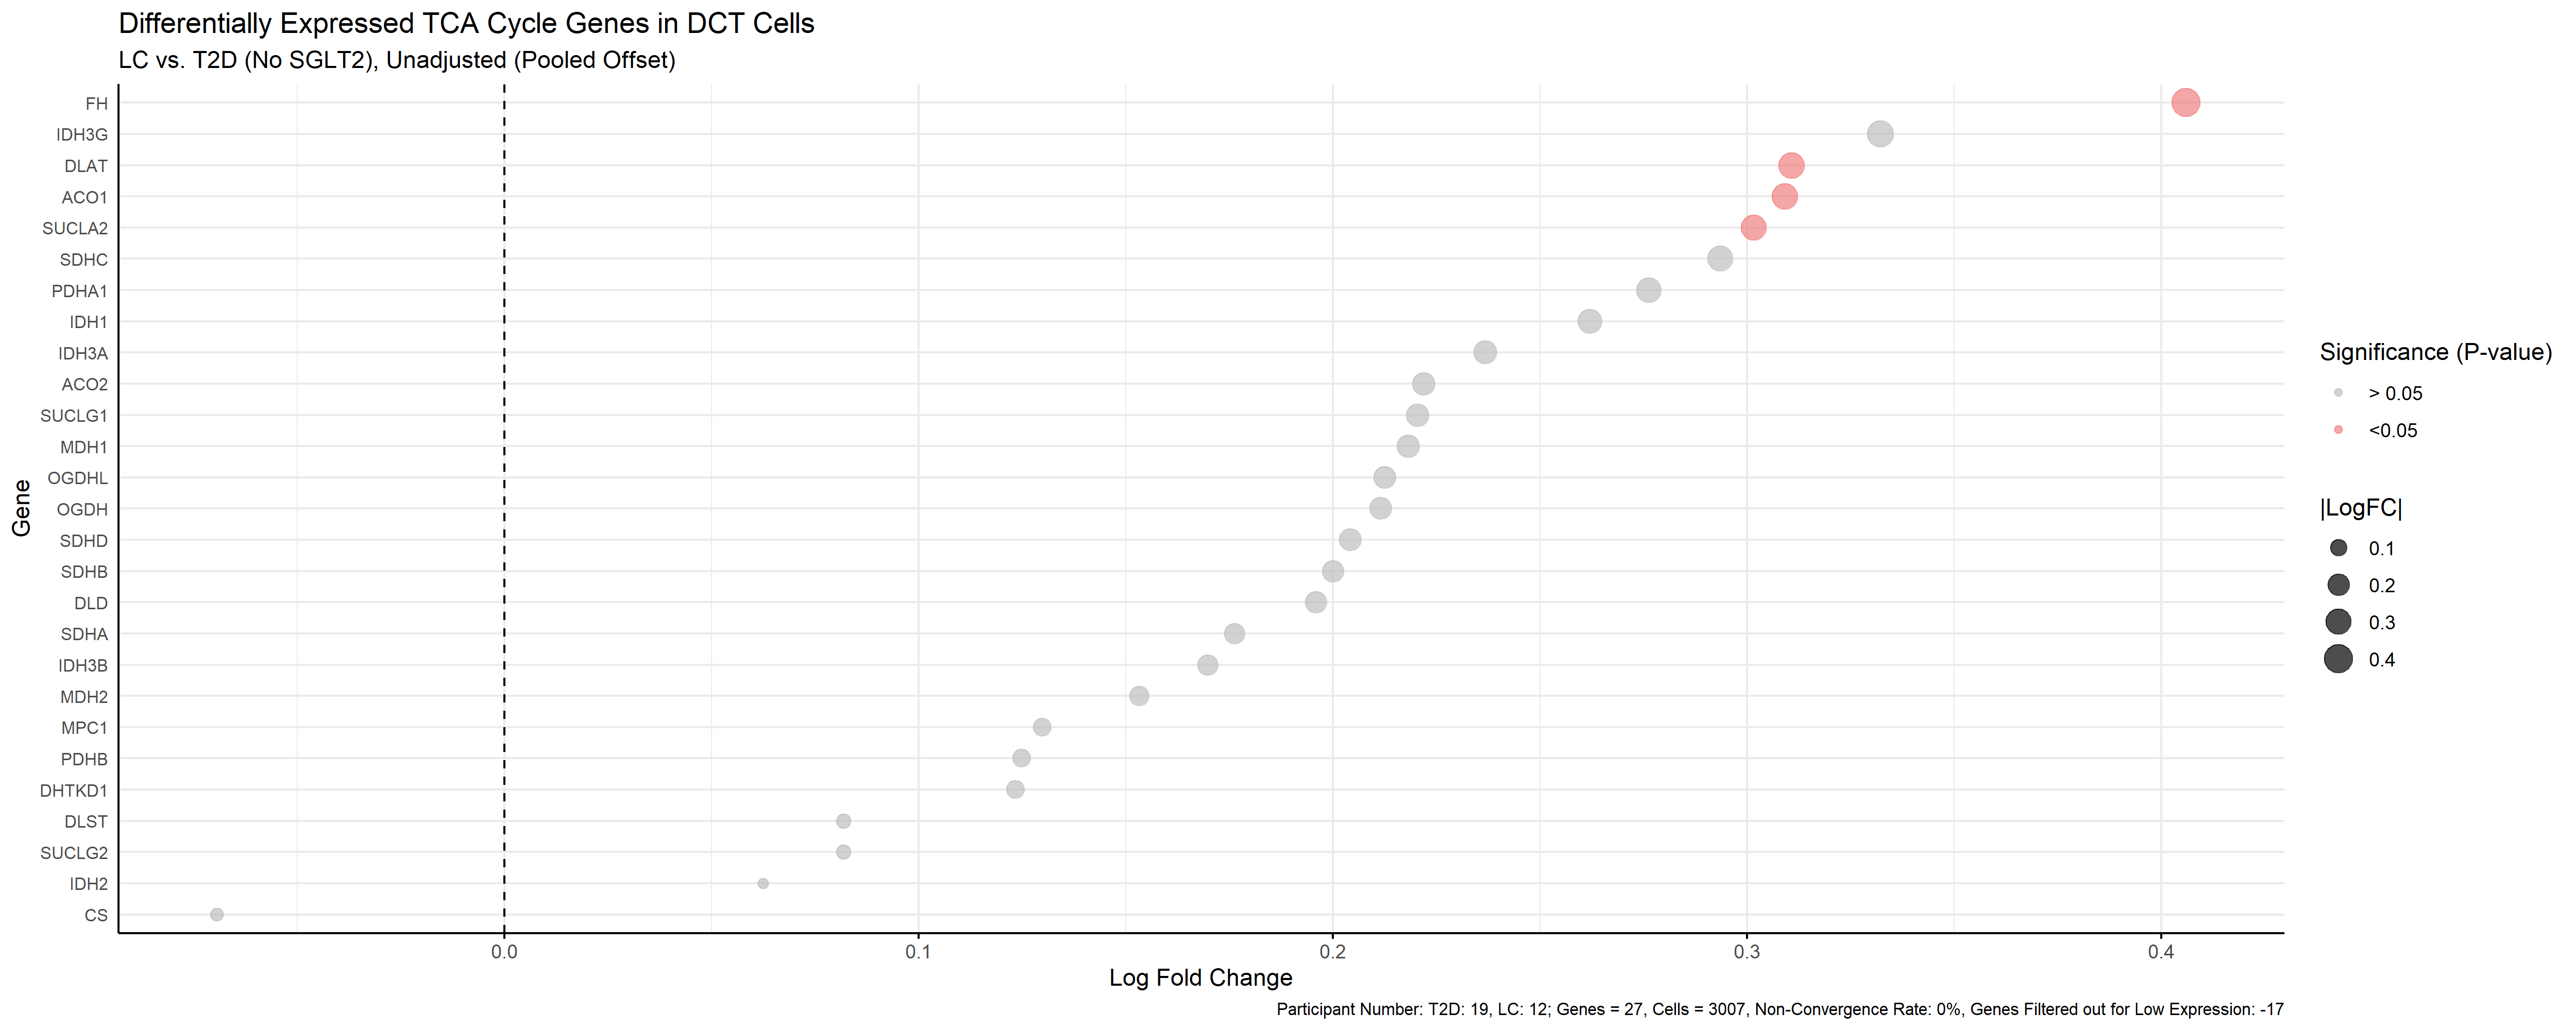 Differentially Expressed TCA Cycle Genes in DCT Cells
LC vs. T2D (No SGLT2), Unadjusted (Pooled Offset)
Gene
FH
IDH3G
DLAT
ACO1
SUCLA2
SDHC
PDHA1
IDH1
IDH3A
ACO2
SUCLG1
MDH1
OGDHL
OGDH
SDHD
SDHB
DLD
SDHA
IDH3B
MDH2
MPC1
PDHB
DHTKD1
DLST
SUCLG2
IDH2
CS
0.0 0.1 0.2 0.3 0.4
Log Fold Change
Significance (P-value)
> 0.05
<0.05
|LogFC|
0.1
0.2
0.3
0.4
Participant Number: T2D: 19, LC: 12; Genes = 27, Cells = 3007, Non-Convergence Rate: 0%, Genes Filtered out for Low Expression: -17